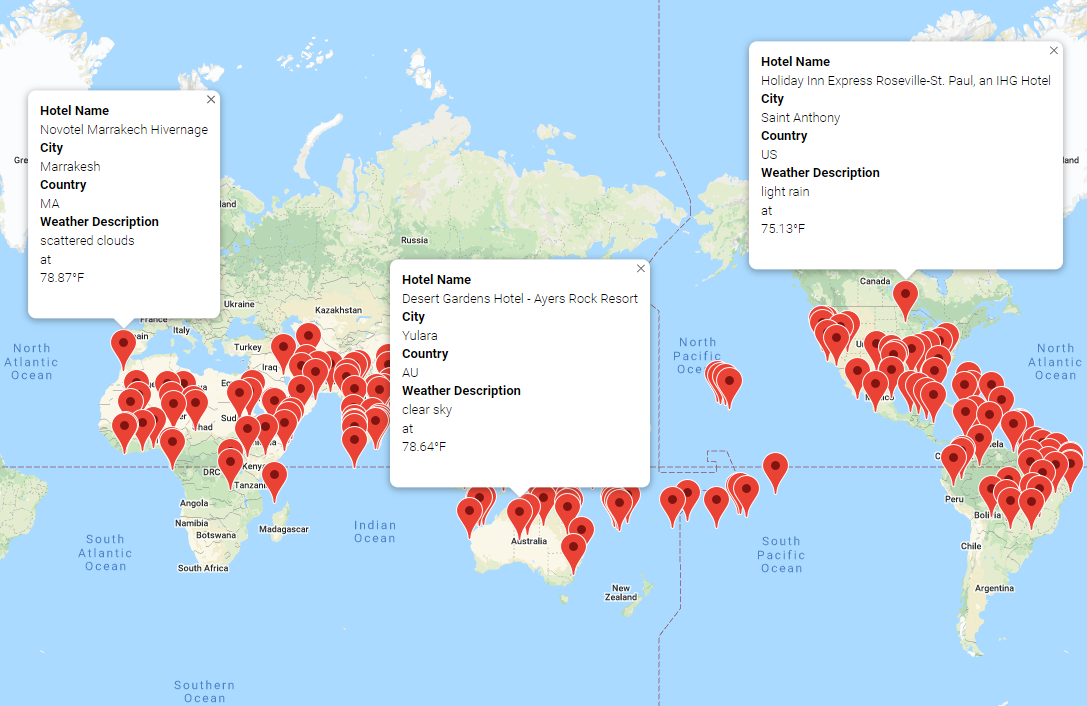 Hotel Name
Novotel Marrakech Hivernage
City
Marrakesh
Country
MA
Weather Description
scattered clouds
at
78.87°F
Hotel Name
Desert Gardens Hotel - Ayers Rock Resort
City
Yulara
Country
AU
Weather Description
clear sky
at
78.64°F
Hotel Name
Holiday Inn Express Roseville-St. Paul, an IHG Hotel
City
Saint Anthony
Country
US
Weather Description
light rain
at
75.13°F
Gre
land
land
Russia
Canada
Ukraine
Kazakhstan
France
Italy
ain
Turkey
Iraq
North
Atlantic
Ocean
North
Pacific
Oce
North
Atlantic
Ocean
Sud
had
DRC
Kenya
Tanzan
Angola
Namibia
Botswana
Madagascar
South Africa
South
Atlantic
Ocean
Indian
Ocean
Australia
New
Zealand
South
Pacific
Ocean
Peru
Chile
Argentina
Southern
Ocean